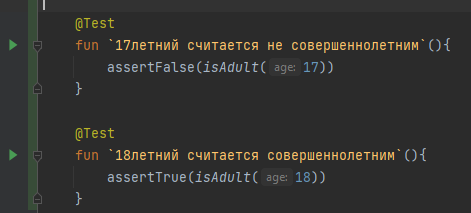 @Test
fun `17летний считается не совершеннолетним`(){
assertFalse(isAdult( age: 17))
}
@Test
fun `18летний считается совершеннолетним`(){
assertTrue(isAdult( age: 18))
}